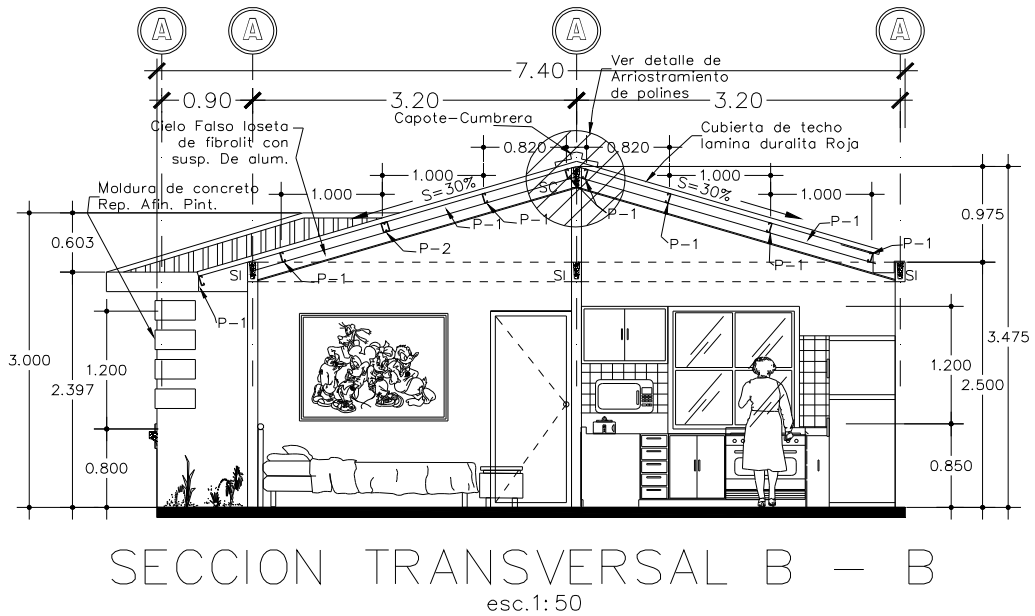 A A A A
7.40
0.90 3.20 3.20
Ver detalle de
Arriostramiento
de polines
Capote-Cumbrera
Cielo Falso loseta
de fibrolit con
susp. De alum.
Cubierta de techo
lamina duralita Roja
0.820 0.820
Moldura de concreto
Rep. Afin. Pint.
1.000
1.000
S=30%
SC
S=30%
1.000
1.000
P-1
P-1
P-2
P-1
P-1
P-1
P-1
P-1
P-1
P-1
SI
SI
SI
0.603
3.000
2.397
1.200
0.800
0.975
3.475
2.500
1.200
0.850
SECCION TRANSVERSAL B - B
esc.1:50